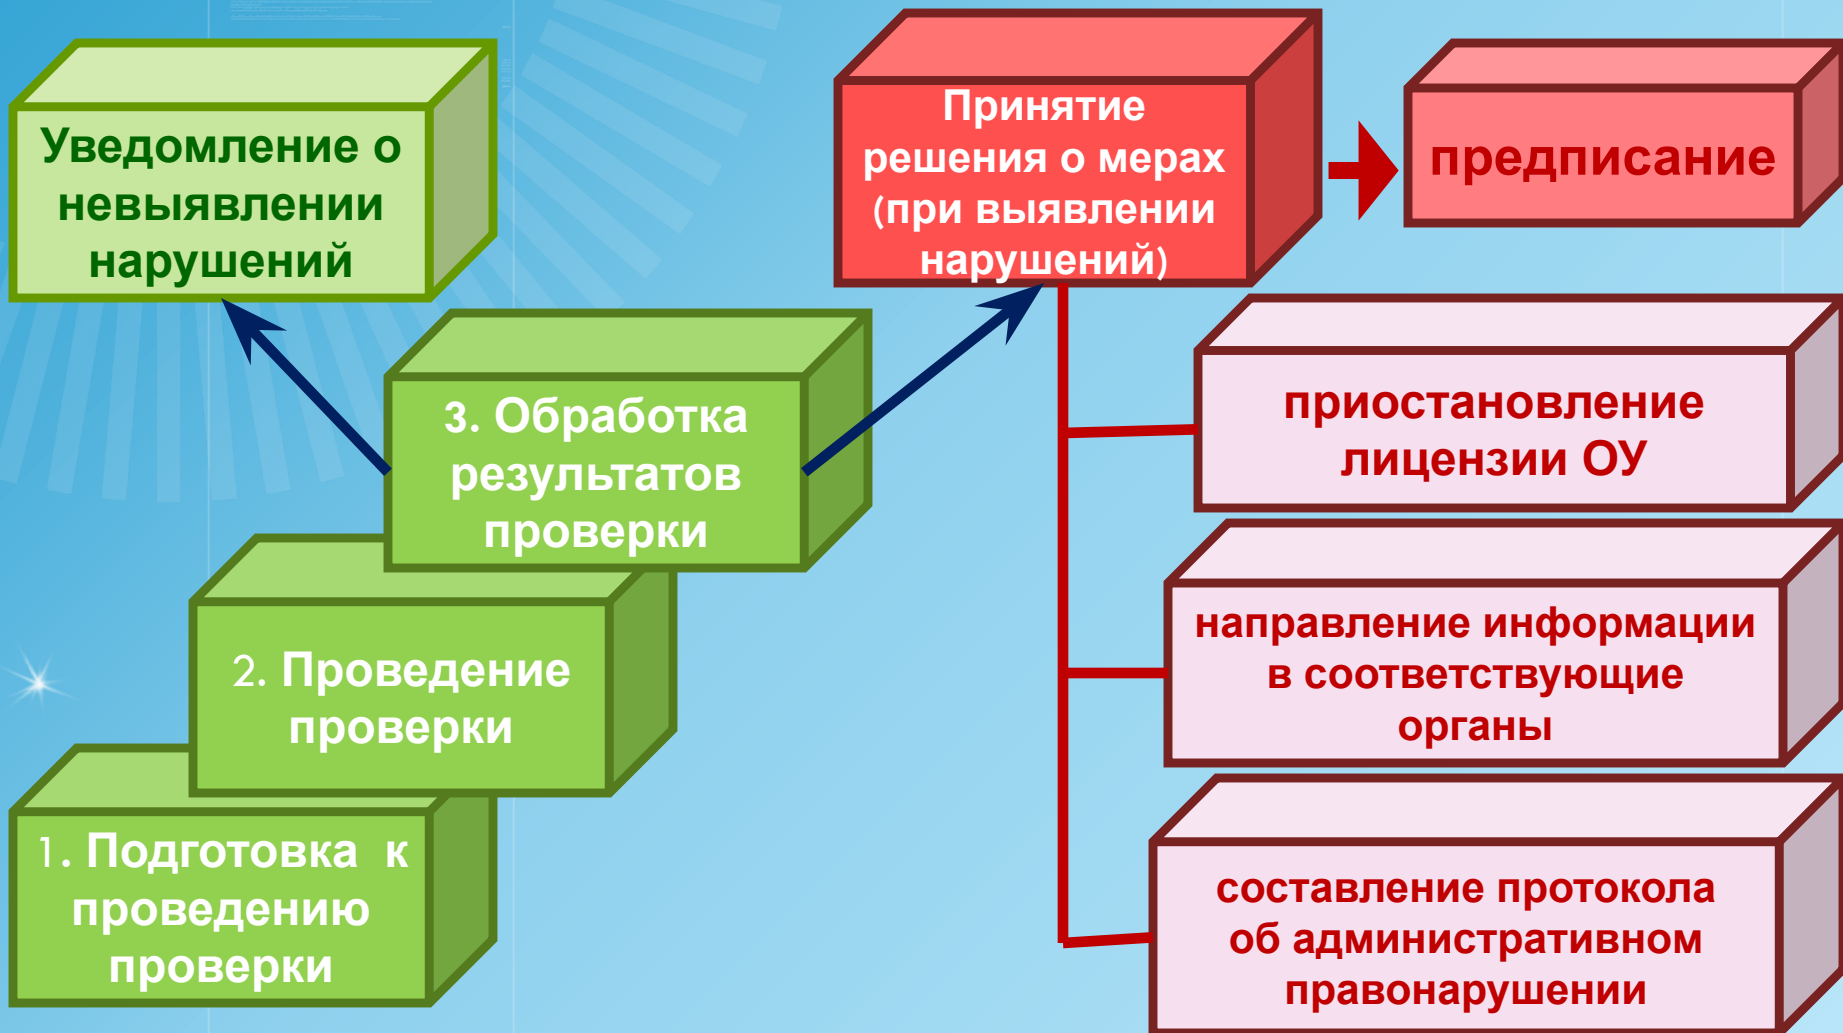 Уведомление о
невыявлении
нарушений
Принятие
решения о мерах
(при выявлении
нарушений)
предписание
3. Обработка
результатов
проверки
2. Проведение
проверки
1. Подготовка к
проведению
проверки
приостановление
лицензии ОУ
направление информации
в соответствующие
органы
составление протокола
об административном
правонарушении